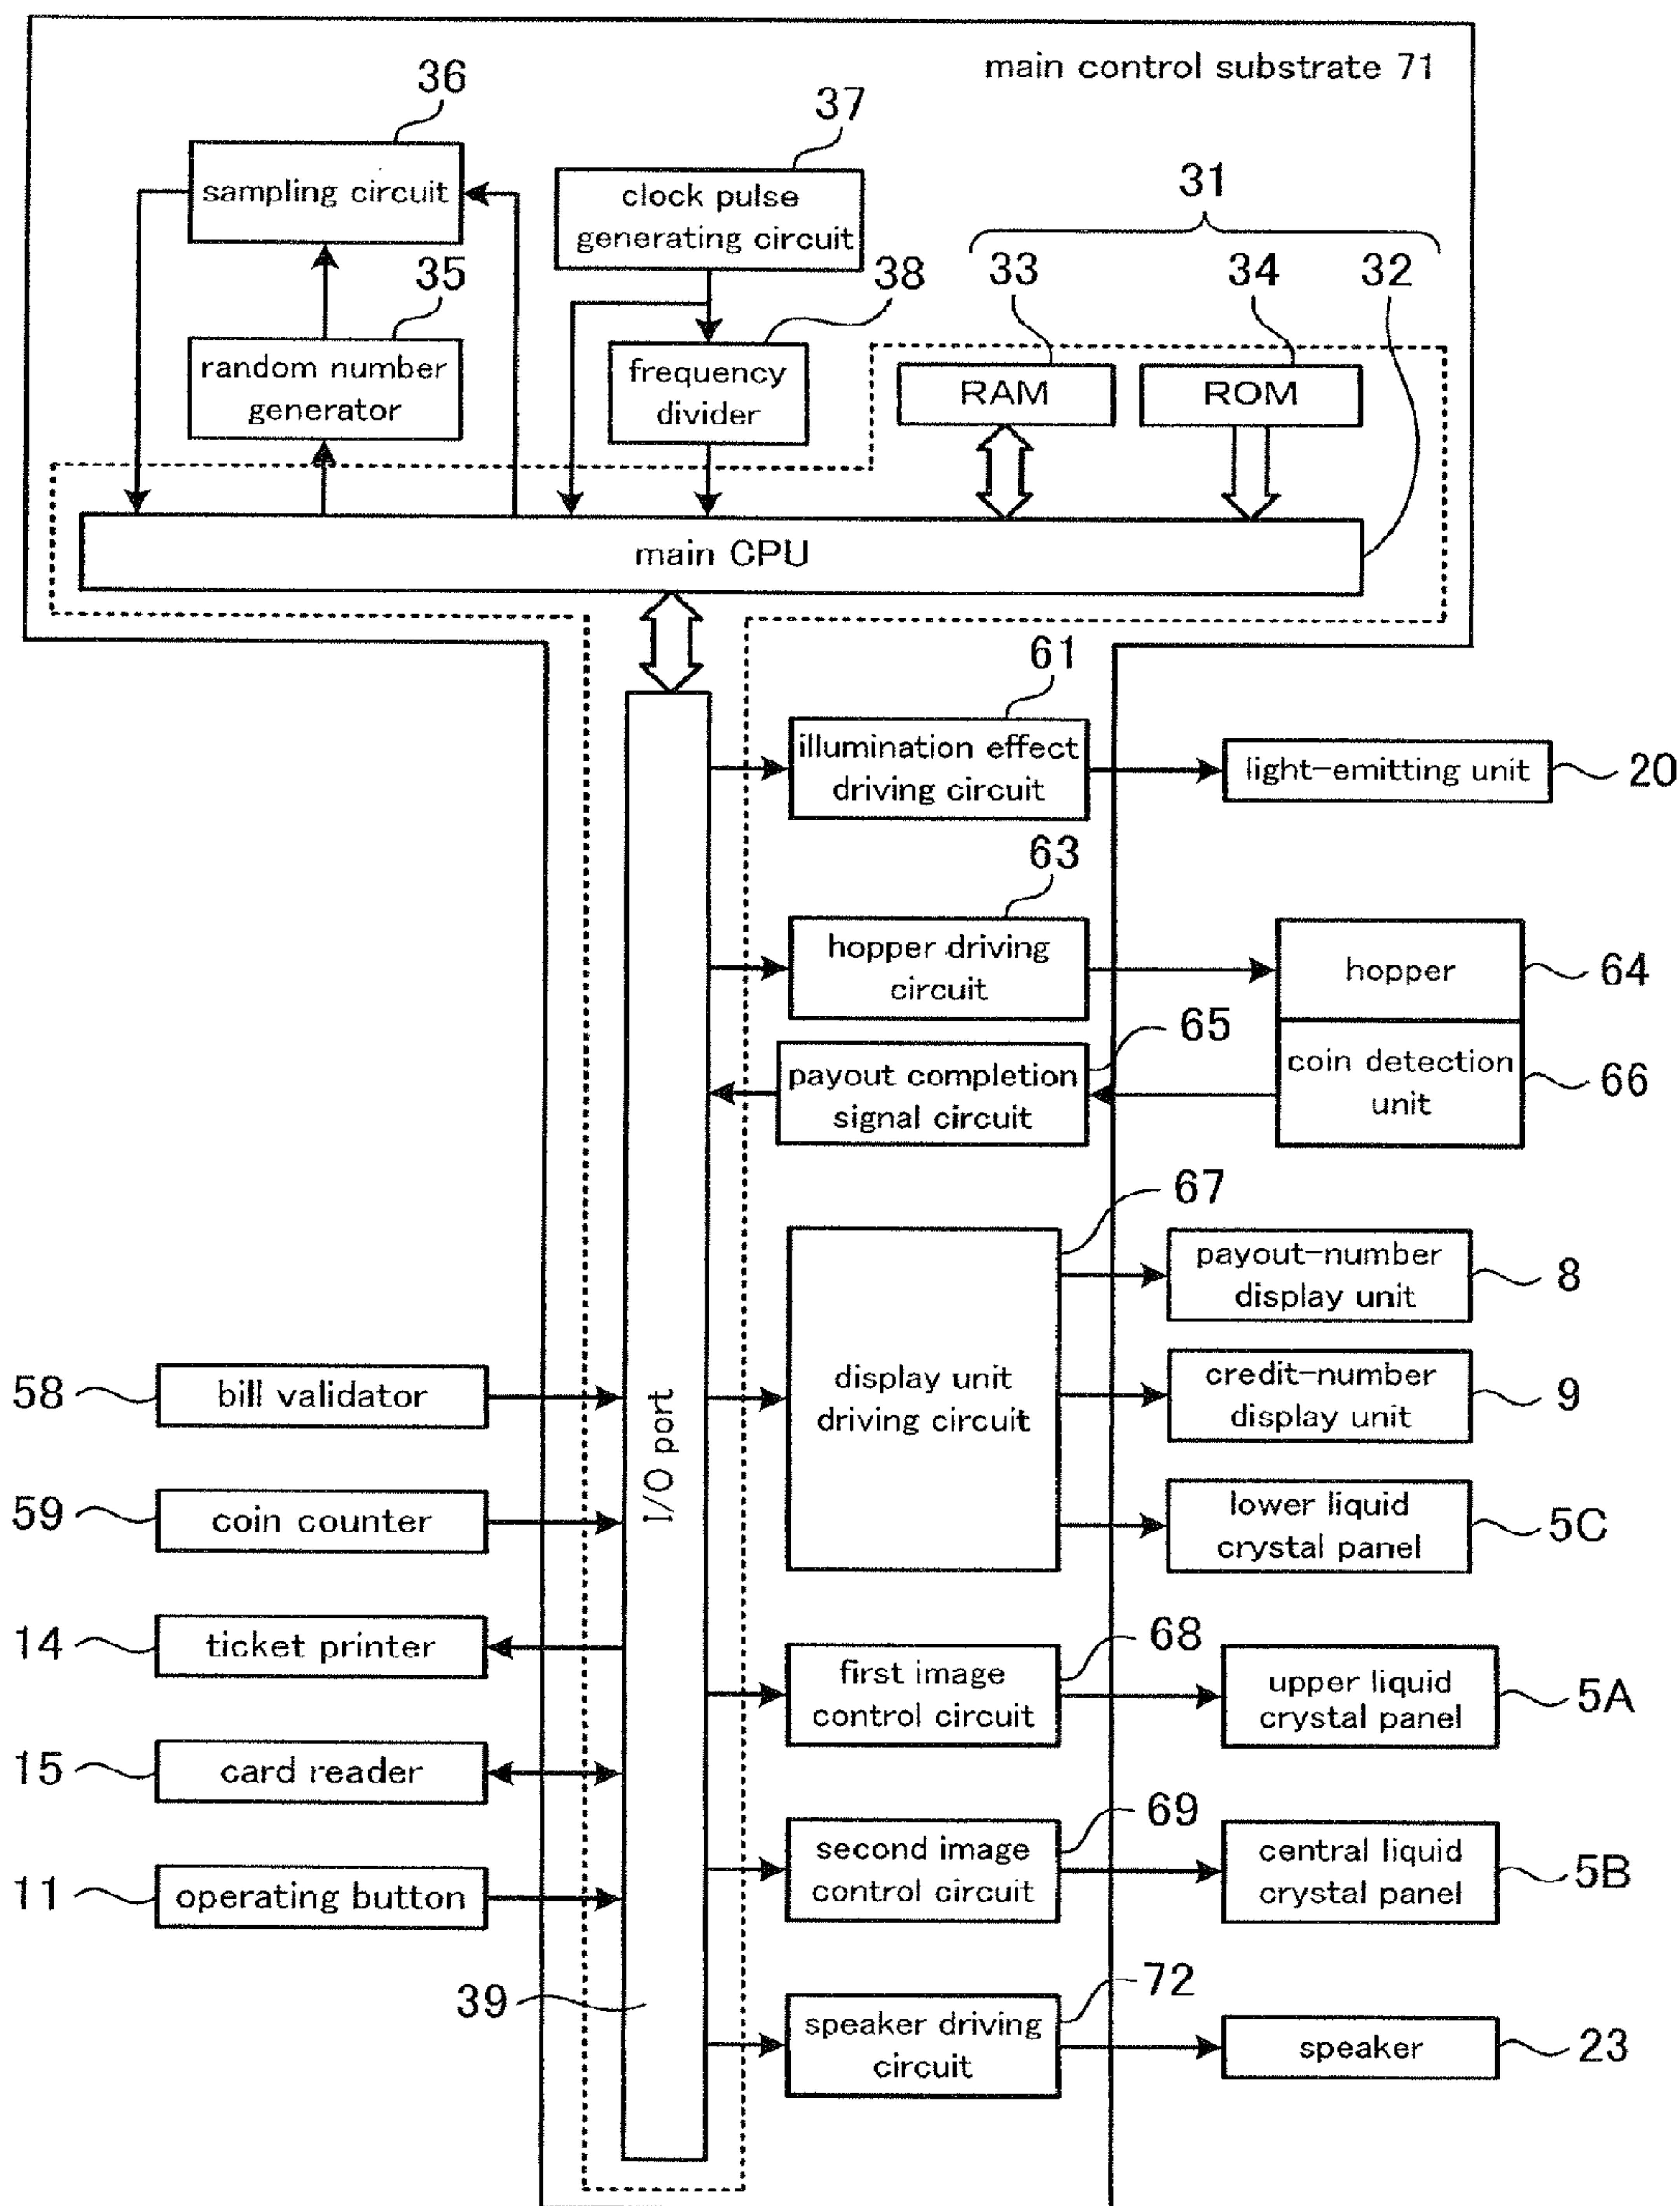 main control substrate 71
36
37
sampling circuit
clock pulse
generating circuit
31
35
38
33
34
32
random number
generator
frequency
divider
RAM
ROM
main CPU
61
illumination effect
driving circuit
light-emitting unit
20
63
hopper driving
circuit
hopper
64
65
payout completion
signal circuit
coin detection
unit
66
67
payout-number
display unit
8
58
bill validator
I/O port
display unit
driving circuit
credit-number
display unit
9
59
coin counter
lower liquid
crystal panel
5C
14
ticket printer
68
first image
control circuit
upper liquid
crystal panel
5A
15
card reader
69
second image
control circuit
central liquid
crystal panel
5B
11
operating button
39
72
speaker driving
circuit
speaker
23